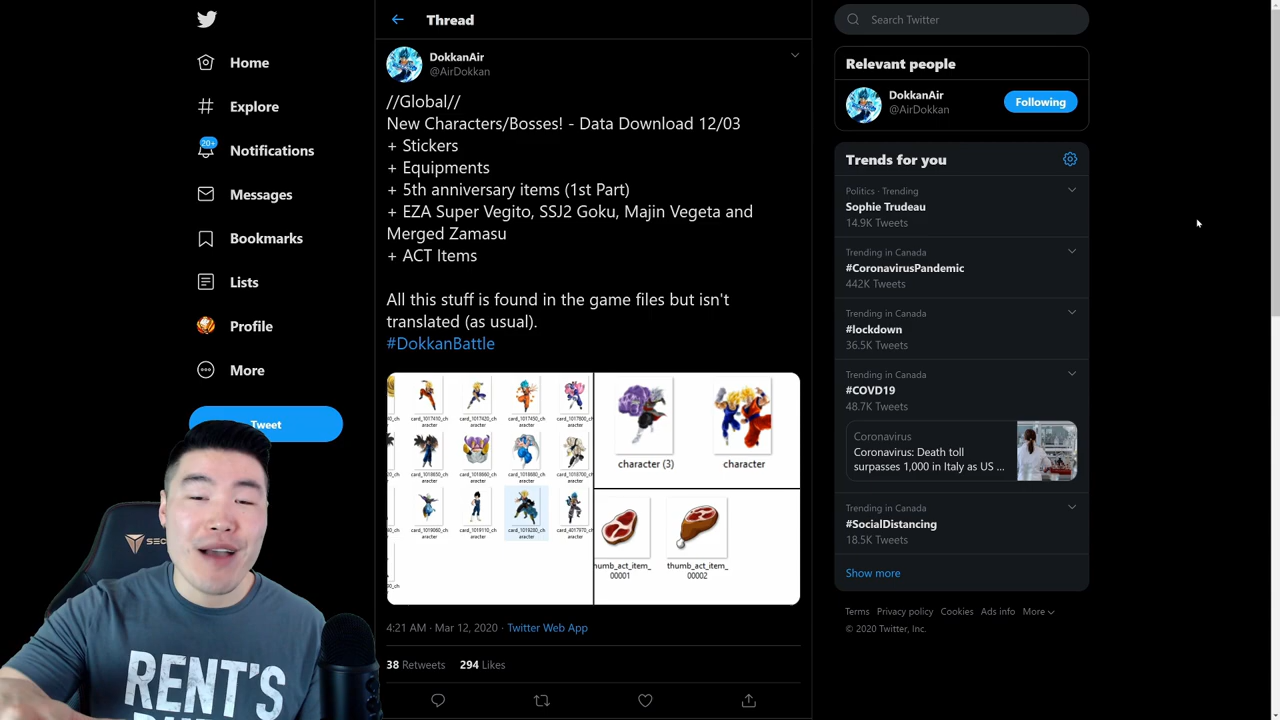 Home
Explore
20+
Notifications
Messages
Bookmarks
Lists
Profile
More
Tweet
Thread
DokkanAir
@AirDokkan
//Global//
New Characters/Bosses! - Data Download 12/03
+ Stickers
+ Equipments
+ 5th anniversary items (1st Part)
+ EZA Super Vegito, SSJ2 Goku, Majin Vegeta and
Merged Zamasu
+ ACT Items
All this stuff is found in the game files but isn't
translated (as usual).
#DokkanBattle
character (3)
character
thumb_act_item_
00001
thumb_act_item_
00002
4:21 AM · Mar 12, 2020 · Twitter Web App
38 Retweets 294 Likes
Search Twitter
Relevant people
DokkanAir
@AirDokkan
Following
Trends for you
Politics · Trending
Sophie Trudeau
14.9K Tweets
Trending in Canada
#CoronavirusPandemic
442K Tweets
Trending in Canada
#lockdown
36.5K Tweets
Trending in Canada
#COVD19
48.7K Tweets
Coronavirus
Coronavirus: Death toll
surpasses 1,000 in Italy as US ...
Trending in Canada
#SocialDistancing
18.5K Tweets
Show more
Terms Privacy policy Cookies Ads info More
© 2020 Twitter, Inc.
RENT'S